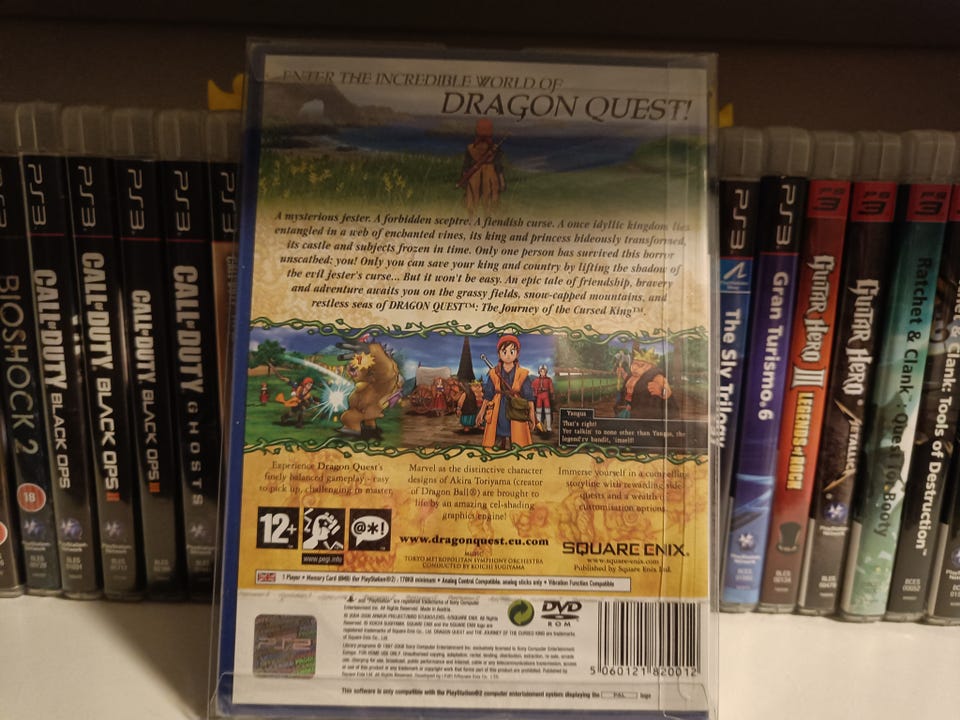 ENTER THE INCREDIBLE WORLD OF
DRAGON QUEST!
A mysterious jester. A forbidden sceptre. A fiendish curse. A once idyllic kingdom lies
entangled in a web of enchanted vines, its king and princess hideously transformed,
its castle and subjects frozen in time. Only one person has survived this horror
unscathed: you! Only you can save your king and country by lifting the shadow of
the evil jester's curse... But it won't be easy. An epic tale of friendship, bravery
and adventure awaits you on the grassy fields, snow-capped mountains, and
restless seas of DRAGON QUEST™: The Journey of the Cursed King™.
Yangus
That's right!
Yer talkin' to none other than Yangus, the
legend'ry bandit, 'imself!
Experience Dragon Quest's
finely balanced gameplay - easy
to pick up, challenging to master.
Marvel as the distinctive character
designs of Akira Toriyama (creator
of Dragon Ball®) are brought to
life by an amazing cel-shading
graphics engine!
Immerse yourself in a compelling
storyline with rewarding side
quests and a wealth of
customisation options.
12+
www.pegi.info
@*!
www.dragonquest.eu.com
MUSIC
TOKYO METROPOLITAN SYMPHONY ORCHESTRA
CONDUCTED BY KOICHI SUGIYAMA
SQUARE ENIX.
www.square-enix.com
Published by Square Enix Ltd.
1 Player • Memory Card (8MB) (for PlayStation®2): 176KB minimum • Analog Control Compatible: analog sticks only • Vibration Function Compatible
DVD
ROM
5 060121 820012
This software is only compatible with the PlayStation®2 computer entertainment system displaying the PAL logo
PS3
BIOSHOCK 2
18
PS3
CALL OF DUTY BLACK OPS
PS3
CALL OF DUTY BLACK OPS II
PS3
CALL OF DUTY BLACK OPS III
PS3
CALL OF DUTY GHOSTS
PS3
PS3
The Sly Trilogy
PS3
Gran Turismo 6
GUITAR HERO III LEGENDS OF ROCK
GUITAR HERO METALLICA
Ratchet & Clank™: Quest for Booty
Clank: Tools of Destruction™